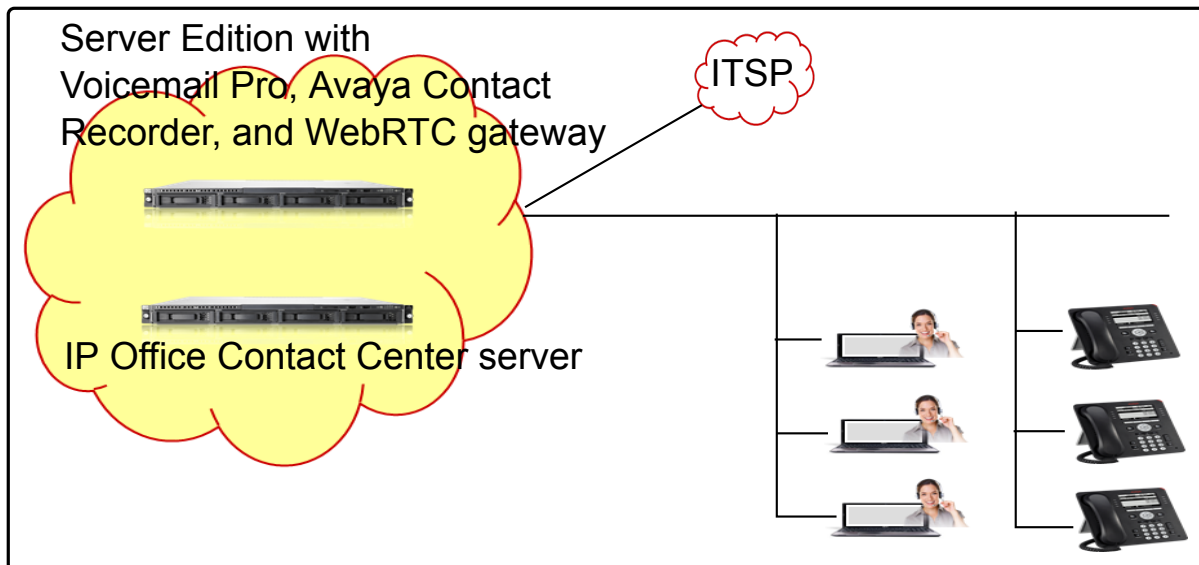 Server Edition with
Voicemail Pro, Avaya Contact
Recorder, and WebRTC gateway
ITSP
IP Office Contact Center server